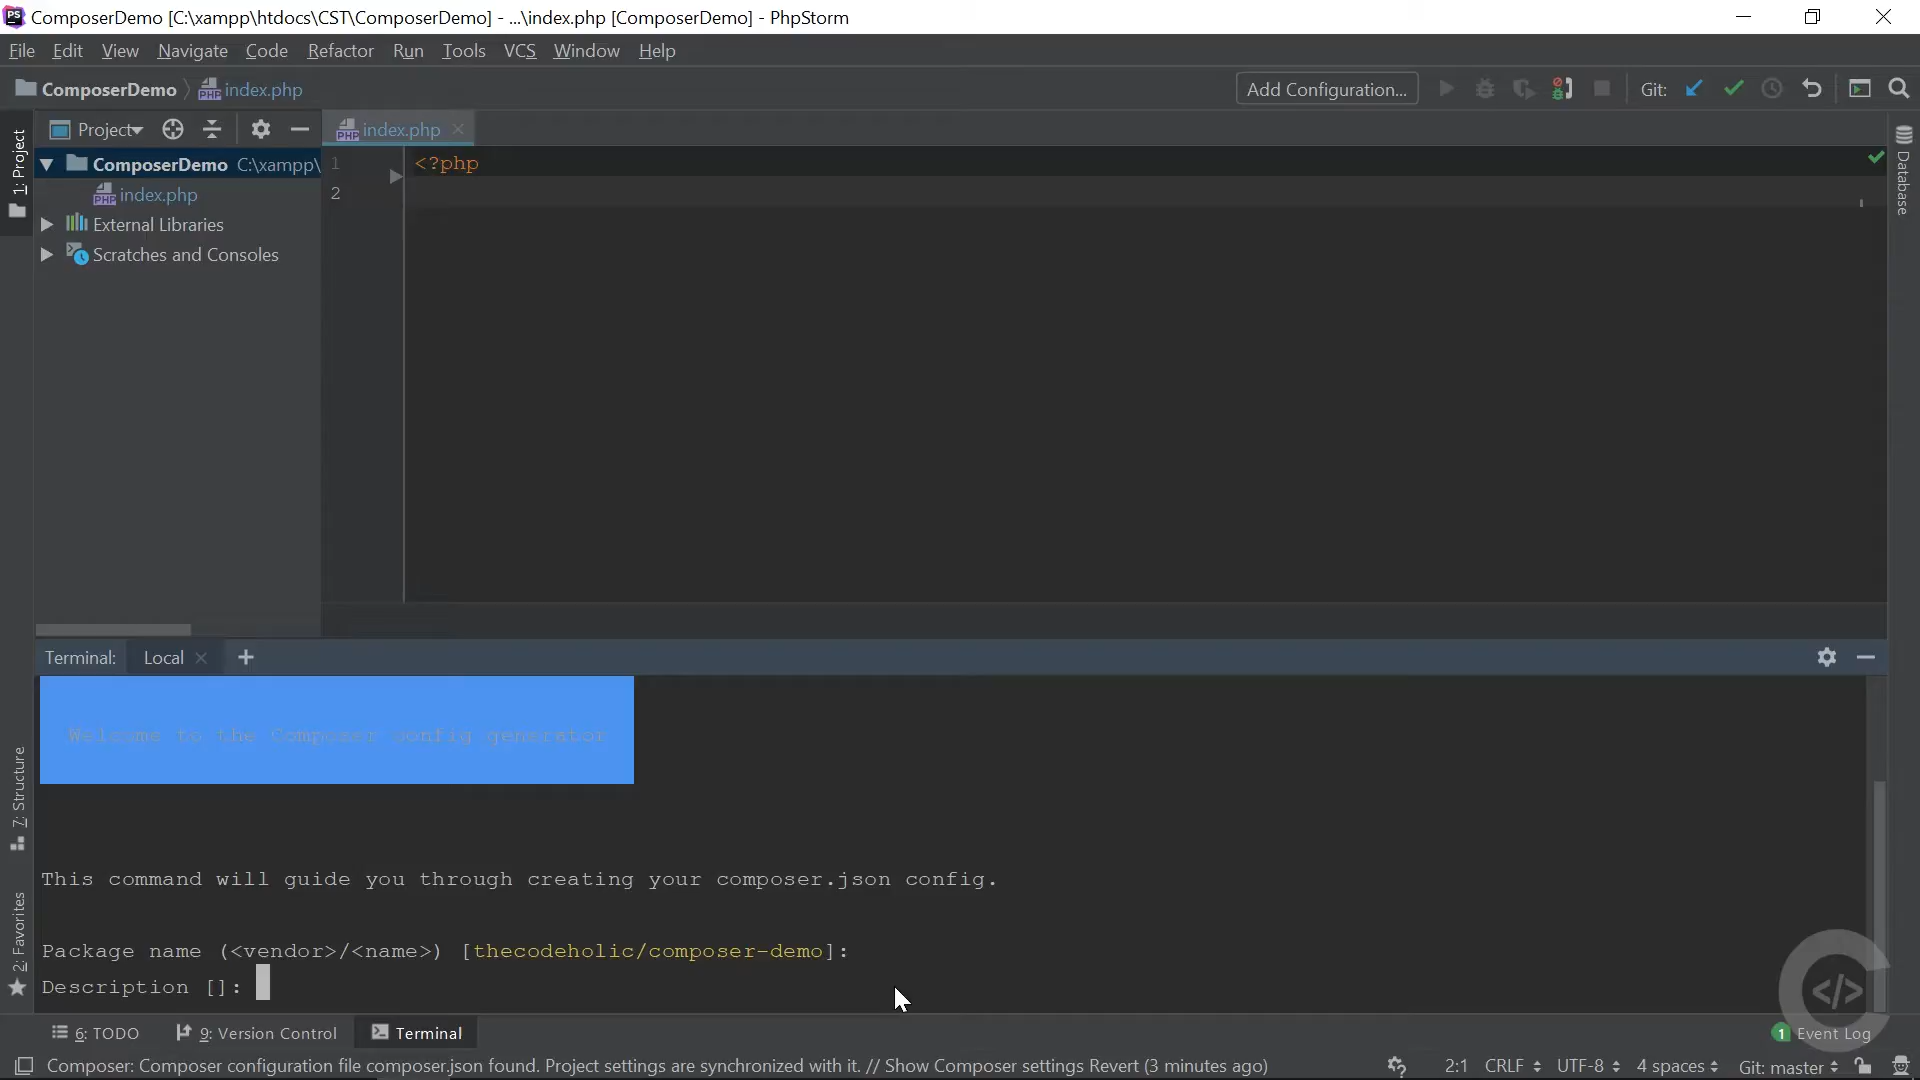 ComposerDemo [C:\xampp\htdocs\CST\ComposerDemo] - ...\index.php [ComposerDemo] - PhpStorm
File Edit View Navigate Code Refactor Run Tools VCS Window Help
ComposerDemo index.php Add Configuration... Git:
Project index.php
1: Project
ComposerDemo C:\xampp\
index.php
External Libraries
Scratches and Consoles
1 <?php
2
Database
Terminal: Local
Welcome to the Composer config generator
This command will guide you through creating your composer.json config.
Package name (<vendor>/<name>) [thecodeholic/composer-demo]:
Description []:
7: Structure
2: Favorites
6: TODO 9: Version Control Terminal 1 Event Log
Composer: Composer configuration file composer.json found. Project settings are synchronized with it. // Show Composer settings Revert (3 minutes ago) 2:1 CRLF UTF-8 4 spaces Git: master